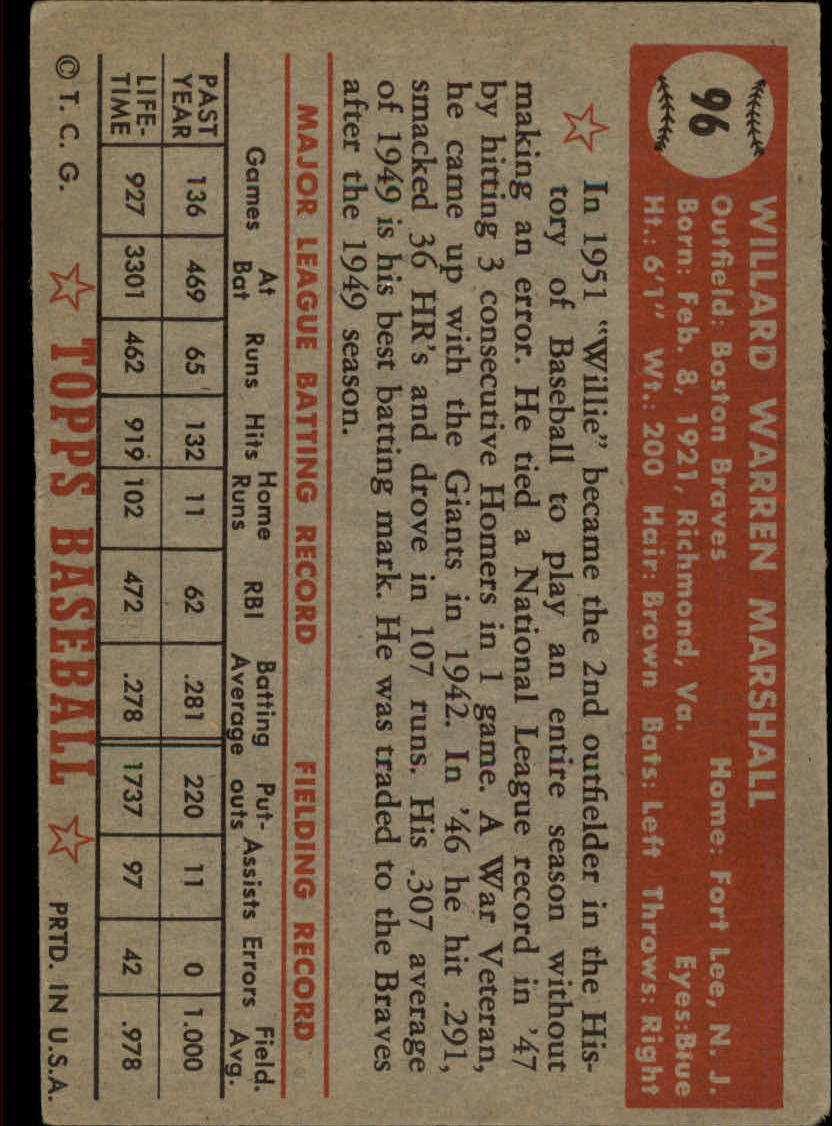 96
WILLARD WARREN MARSHALL
Outfield: Boston Braves Home: Fort Lee, N. J.
Born: Feb. 8, 1921, Richmond, Va. Eyes:Blue
Ht.: 6'1" Wt.: 200 Hair: Brown Bats: Left Throws: Right
In 1951 "Willie" became the 2nd outfielder in the His-
tory of Baseball to play an entire season without
making an error. He tied a National League record in '47
by hitting 3 consecutive Homers in 1 game. A War Veteran,
he came up with the Giants in 1942. In '46 he hit .291,
smacked 36 HR's and drove in 107 runs. His .307 average
of 1949 is his best batting mark. He was traded to the Braves
after the 1949 season.
MAJOR LEAGUE BATTING RECORD FIELDING RECORD
Games At Bat Runs Hits Home Runs RBI Batting Average Put-outs Assists Errors Field. Avg.
PAST YEAR 136 469 65 132 11 62 .281 220 11 0 1.000
LIFE-TIME 927 3301 462 919 102 472 .278 1737 97 42 .978
© T. C. G. TOPPS BASEBALL PRTD. IN U.S.A.